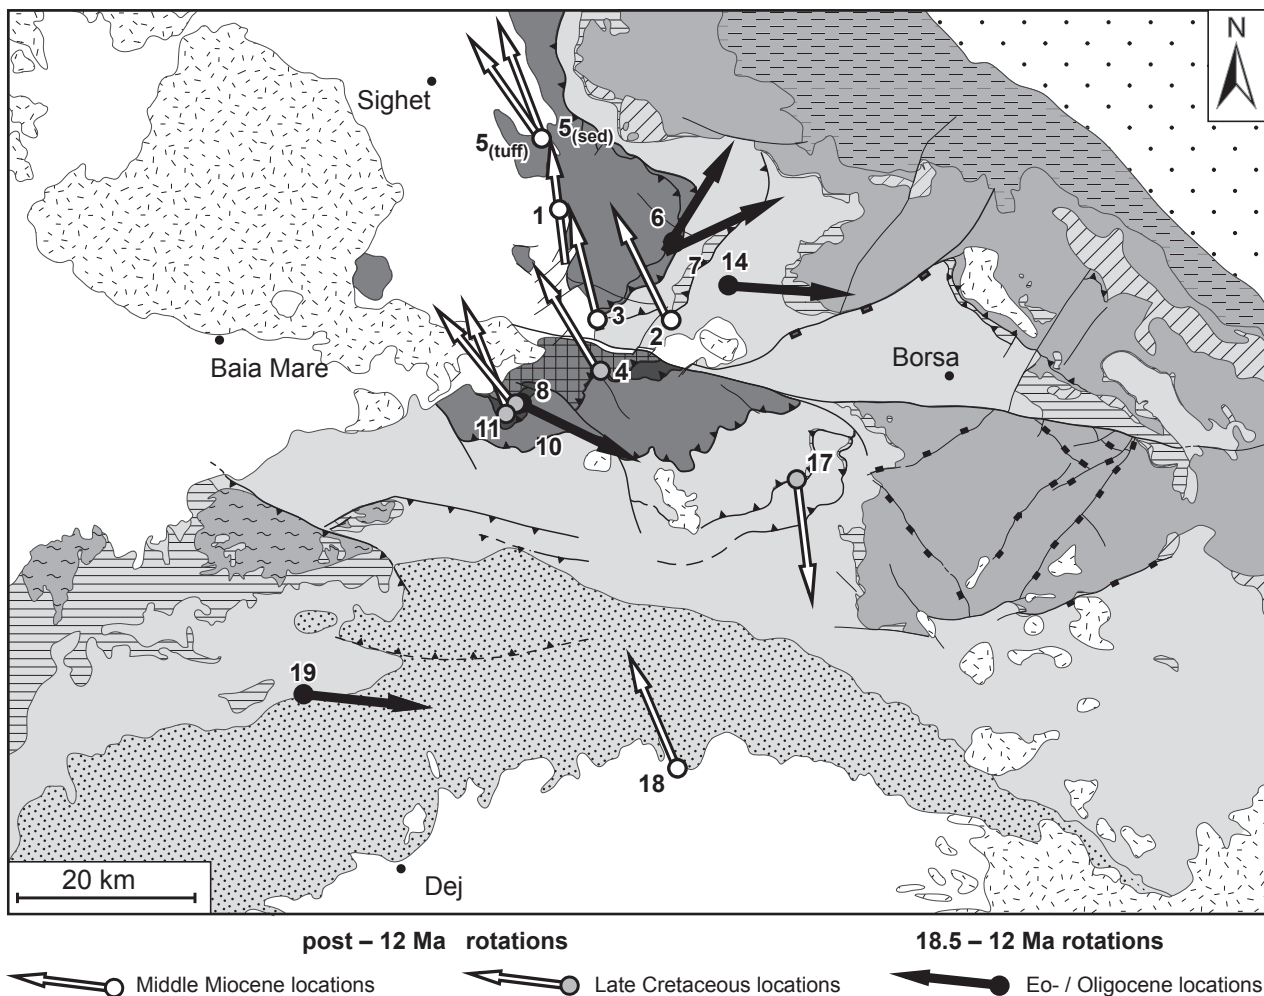 N
Sighet
5(tuff)
5(sed)
1
6
7
14
3
2
Baia Mare
Borsa
4
8
11
10
17
19
18
20 km
Dej
post – 12 Ma rotations
18.5 – 12 Ma rotations
Middle Miocene locations
Late Cretaceous locations
Eo- / Oligocene locations